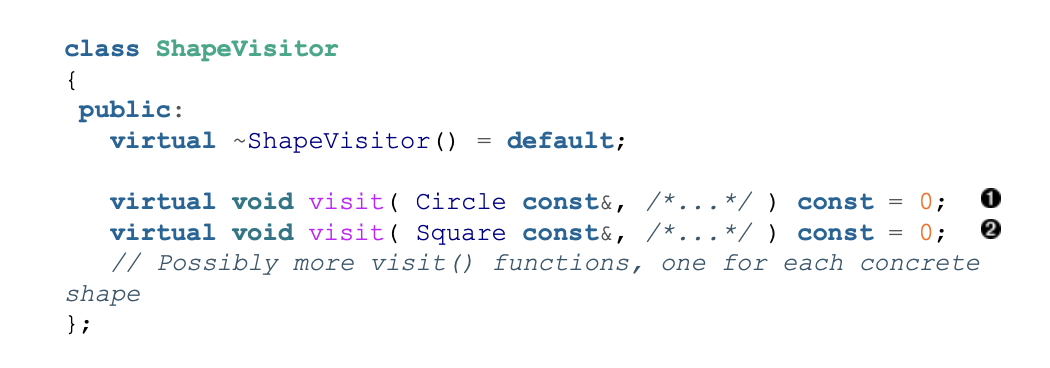 class ShapeVisitor
{
 public:
   virtual ~ShapeVisitor() = default;

   virtual void visit( Circle const&, /*...*/ ) const = 0; ❶
   virtual void visit( Square const&, /*...*/ ) const = 0; ❷
   // Possibly more visit() functions, one for each concrete
shape
};